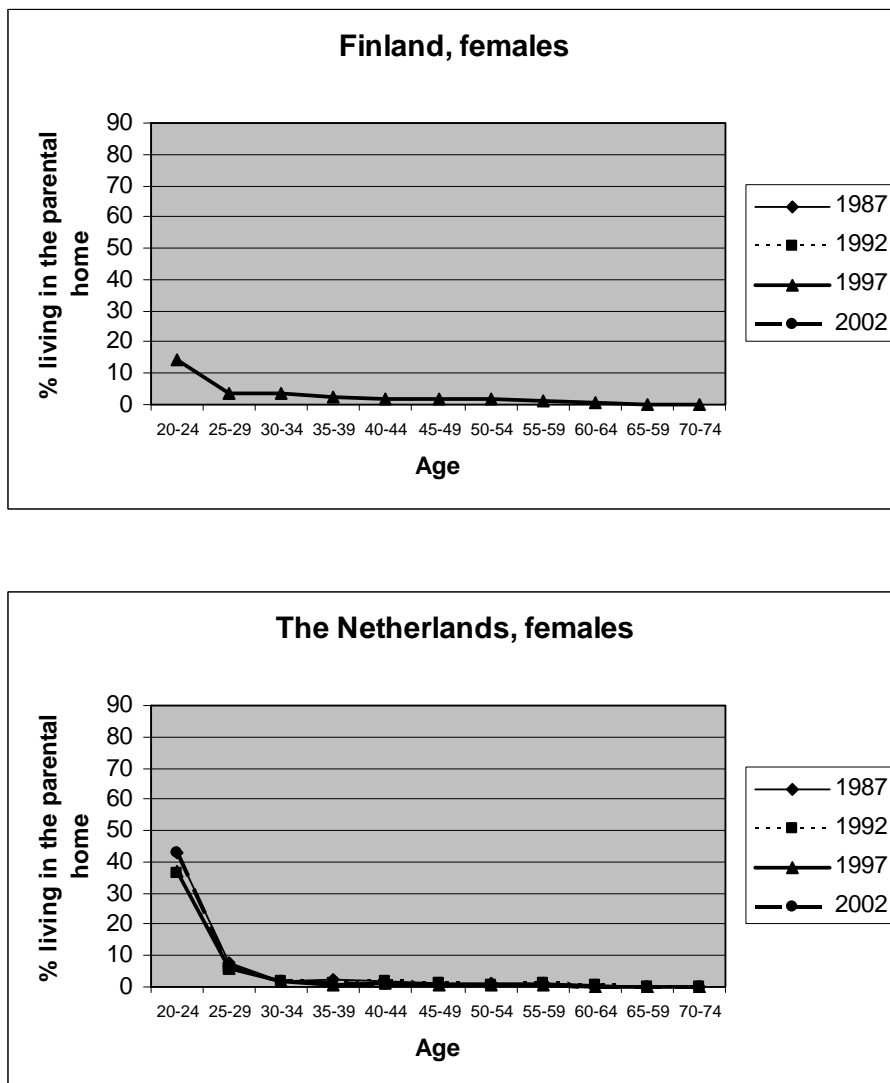 Finland, females
% living in the parental
home
90
80
70
60
50
40
30
20
10
0
20-24 25-29 30-34 35-39 40-44 45-49 50-54 55-59 60-64 65-59 70-74
Age
1987
1992
1997
2002
The Netherlands, females
% living in the parental
home
90
80
70
60
50
40
30
20
10
0
20-24 25-29 30-34 35-39 40-44 45-49 50-54 55-59 60-64 65-59 70-74
Age
1987
1992
1997
2002